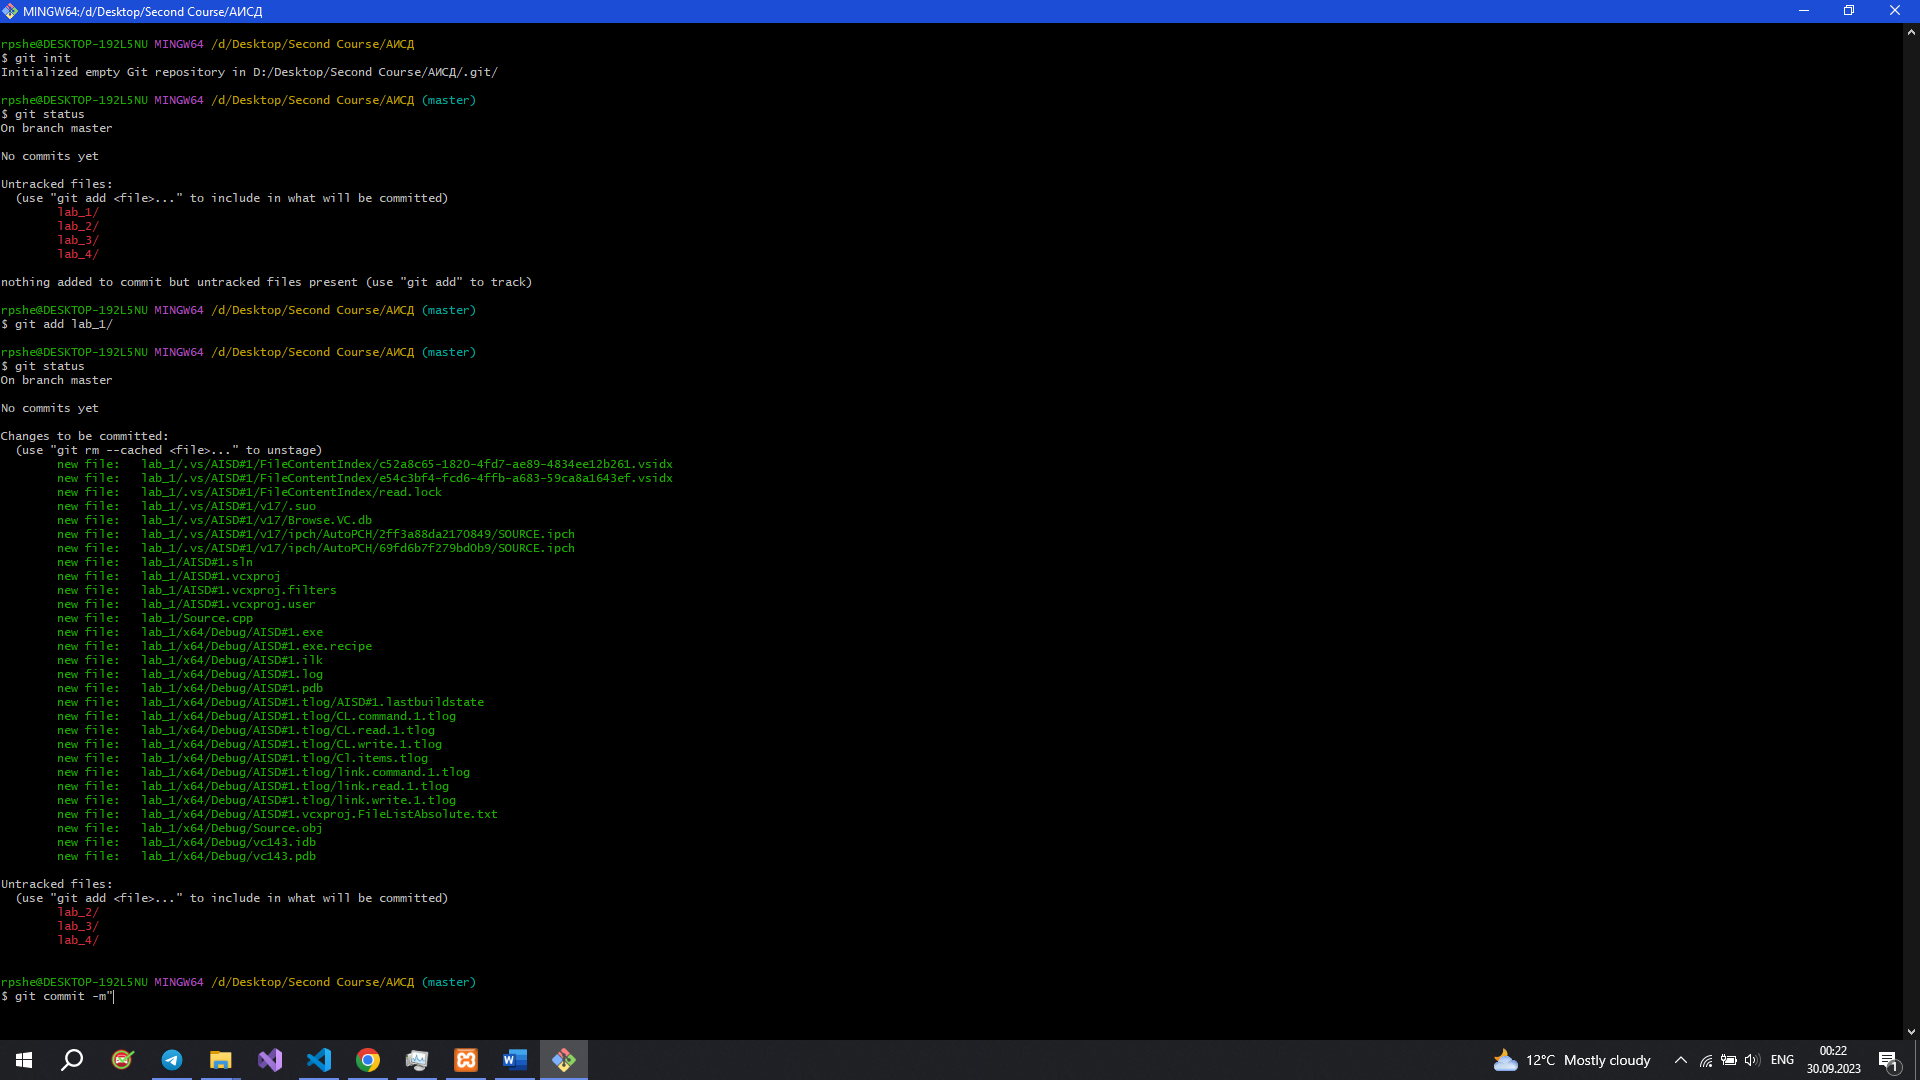 MINGW64:/d/Desktop/Second Course/АИСД
rpshe@DESKTOP-192L5NU MINGW64 /d/Desktop/Second Course/АИСД
$ git init
Initialized empty Git repository in D:/Desktop/Second Course/АИСД/.git/
rpshe@DESKTOP-192L5NU MINGW64 /d/Desktop/Second Course/АИСД (master)
$ git status
On branch master
No commits yet
Untracked files:
(use "git add <file>..." to include in what will be committed)
lab_1/
lab_2/
lab_3/
lab_4/
nothing added to commit but untracked files present (use "git add" to track)
rpshe@DESKTOP-192L5NU MINGW64 /d/Desktop/Second Course/АИСД (master)
$ git add lab_1/
rpshe@DESKTOP-192L5NU MINGW64 /d/Desktop/Second Course/АИСД (master)
$ git status
On branch master
No commits yet
Changes to be committed:
(use "git rm --cached <file>..." to unstage)
new file:   lab_1/.vs/AISD#1/FileContentIndex/c52a8c65-1820-4fd7-ae89-4834ee12b261.vsidx
new file:   lab_1/.vs/AISD#1/FileContentIndex/e54c3bf4-fcd6-4ffb-a683-59ca8a1643ef.vsidx
new file:   lab_1/.vs/AISD#1/FileContentIndex/read.lock
new file:   lab_1/.vs/AISD#1/v17/.suo
new file:   lab_1/.vs/AISD#1/v17/Browse.VC.db
new file:   lab_1/.vs/AISD#1/v17/ipch/AutoPCH/2ff3a88da2170849/SOURCE.ipch
new file:   lab_1/.vs/AISD#1/v17/ipch/AutoPCH/69fd6b7f279bd0b9/SOURCE.ipch
new file:   lab_1/AISD#1.sln
new file:   lab_1/AISD#1.vcxproj
new file:   lab_1/AISD#1.vcxproj.filters
new file:   lab_1/AISD#1.vcxproj.user
new file:   lab_1/Source.cpp
new file:   lab_1/x64/Debug/AISD#1.exe
new file:   lab_1/x64/Debug/AISD#1.exe.recipe
new file:   lab_1/x64/Debug/AISD#1.ilk
new file:   lab_1/x64/Debug/AISD#1.log
new file:   lab_1/x64/Debug/AISD#1.pdb
new file:   lab_1/x64/Debug/AISD#1.tlog/AISD#1.lastbuildstate
new file:   lab_1/x64/Debug/AISD#1.tlog/CL.command.1.tlog
new file:   lab_1/x64/Debug/AISD#1.tlog/CL.read.1.tlog
new file:   lab_1/x64/Debug/AISD#1.tlog/CL.write.1.tlog
new file:   lab_1/x64/Debug/AISD#1.tlog/Cl.items.tlog
new file:   lab_1/x64/Debug/AISD#1.tlog/link.command.1.tlog
new file:   lab_1/x64/Debug/AISD#1.tlog/link.read.1.tlog
new file:   lab_1/x64/Debug/AISD#1.tlog/link.write.1.tlog
new file:   lab_1/x64/Debug/AISD#1.vcxproj.FileListAbsolute.txt
new file:   lab_1/x64/Debug/Source.obj
new file:   lab_1/x64/Debug/vc143.idb
new file:   lab_1/x64/Debug/vc143.pdb
Untracked files:
(use "git add <file>..." to include in what will be committed)
lab_2/
lab_3/
lab_4/
rpshe@DESKTOP-192L5NU MINGW64 /d/Desktop/Second Course/АИСД (master)
$ git commit -m"
12°C Mostly cloudy
ENG
00:22
30.09.2023
1